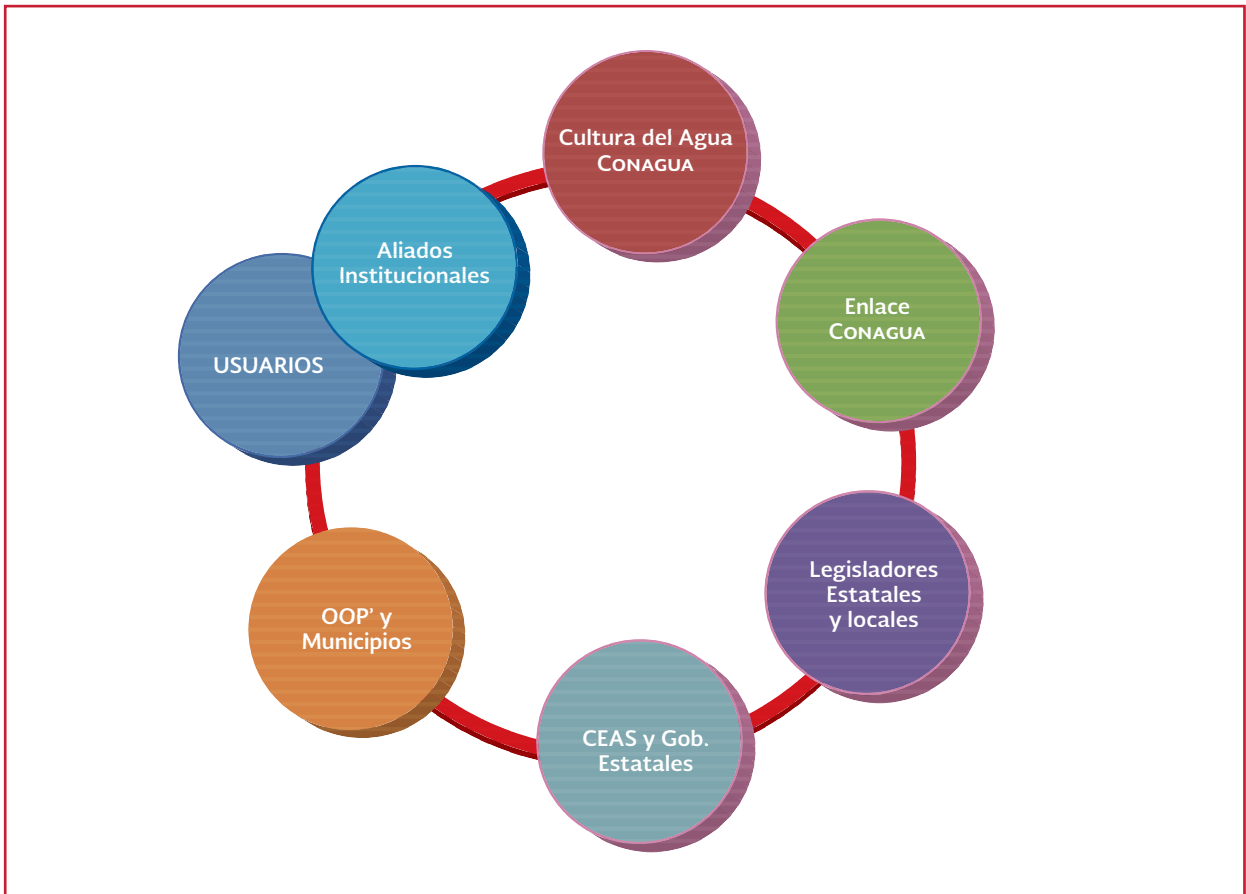 Cultura del Agua
CONAGUA
Enlace
CONAGUA
Legisladores
Estatales
y locales
CEAS y Gob.
Estatales
OOP' y
Municipios
USUARIOS
Aliados
Institucionales